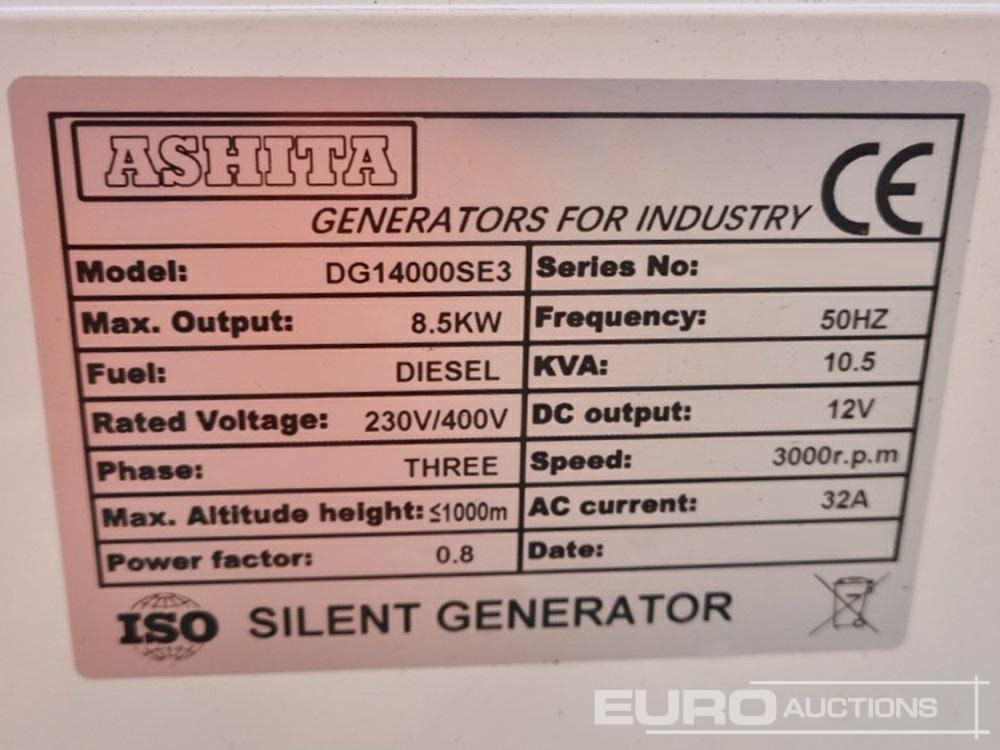 ASHITA
GENERATORS FOR INDUSTRY CE
Model: DG14000SE3 Series No:
Max. Output: 8.5KW Frequency: 50HZ
Fuel: DIESEL KVA: 10.5
Rated Voltage: 230V/400V DC output: 12V
Phase: THREE Speed: 3000r.p.m
Max. Altitude height: ≤1000m AC current: 32A
Power factor: 0.8 Date:
ISO SILENT GENERATOR
EURO AUCTIONS